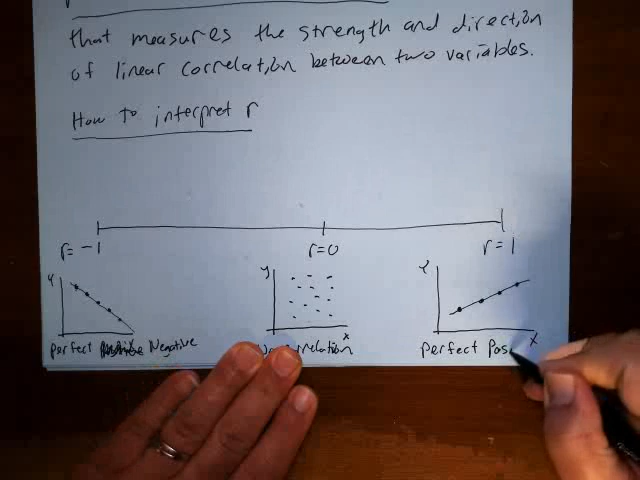 that measures the strength and direction
of linear correlation between two variables.
How to interpret r
r= -1 r=0 r=1
y y y
x x
Perfect Negative relation Perfect Pos